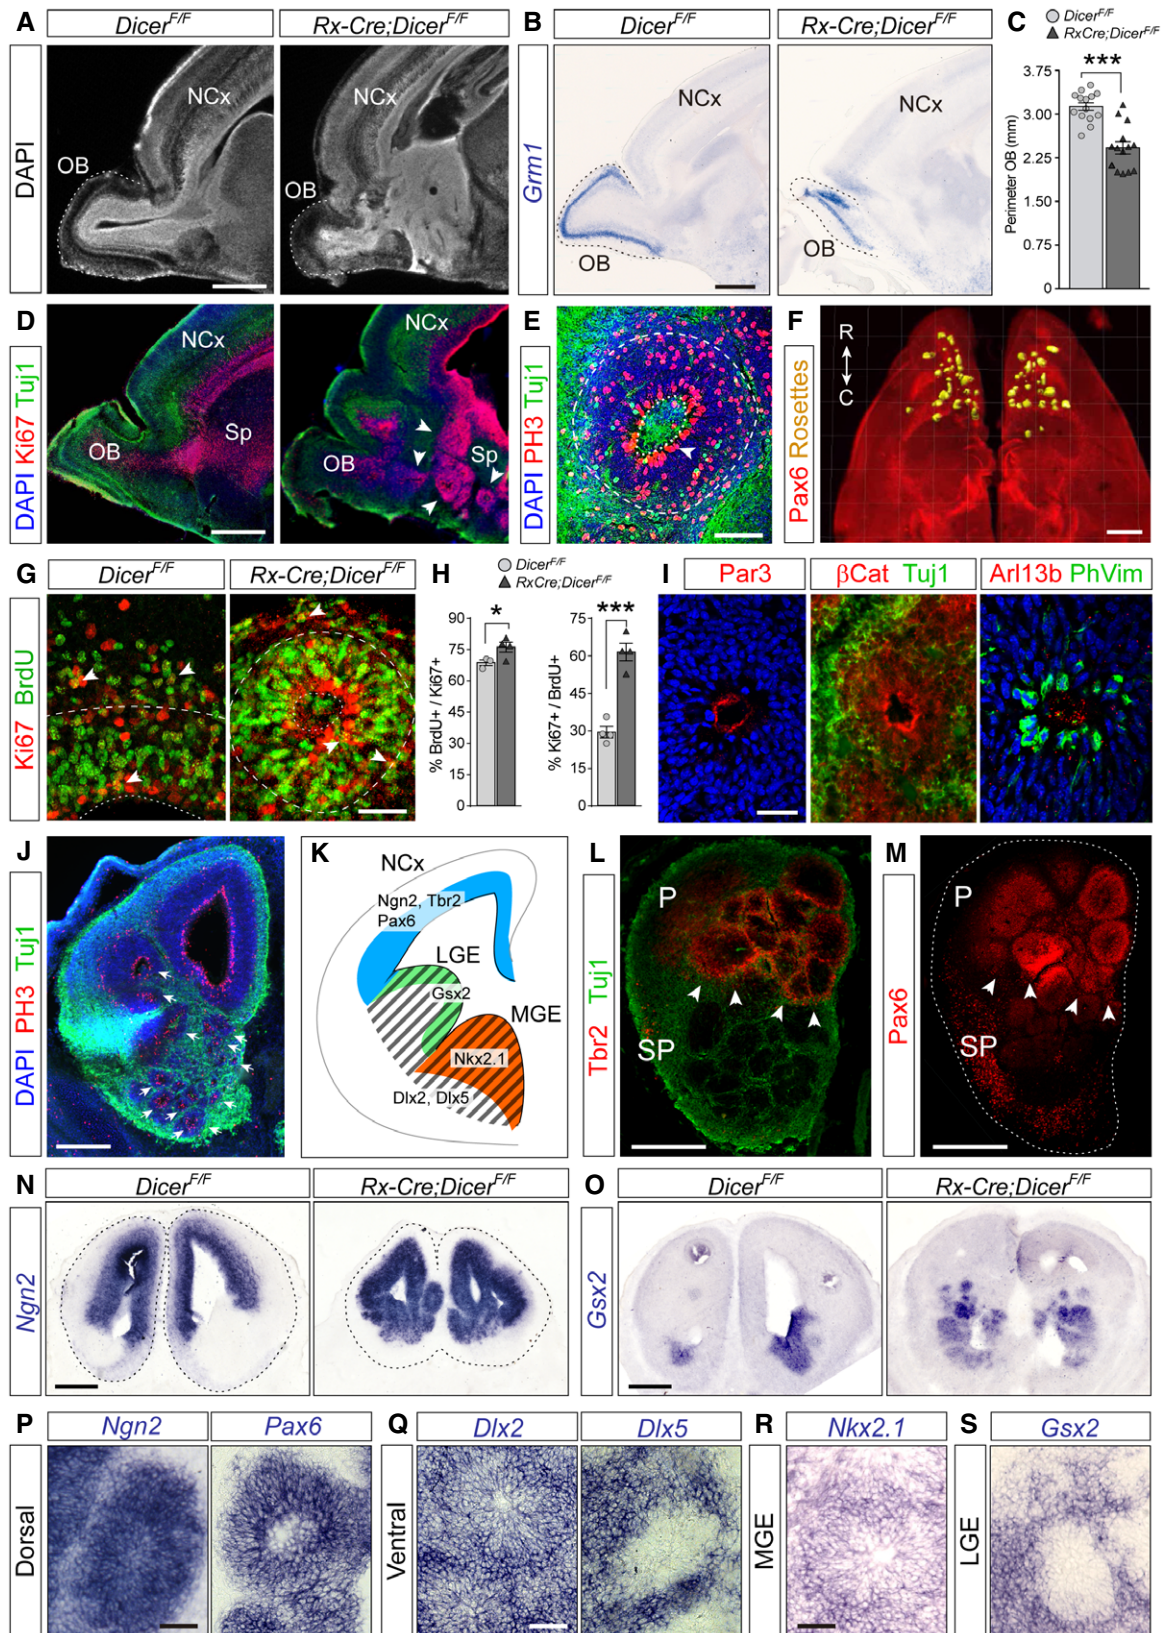 A
Dicer^F/F
Rx-Cre;Dicer^F/F
DAPI
NCx
OB
NCx
OB
B
Dicer^F/F
Rx-Cre;Dicer^F/F
Grm1
NCx
OB
NCx
OB
C
Dicer^F/F
RxCre;Dicer^F/F
***
Perimeter OB (mm)
3.75
3.00
2.25
1.50
0.75
0
D
DAPI Ki67 Tuj1
NCx
OB
Sp
NCx
OB
Sp
E
DAPI PH3 Tuj1
F
Pax6 Rosettes
R
C
G
Dicer^F/F
Rx-Cre;Dicer^F/F
Ki67 BrdU
H
Dicer^F/F
RxCre;Dicer^F/F
*
% BrdU+ / Ki67+
90
75
60
45
30
15
0
***
% Ki67+ / BrdU+
75
60
45
30
15
0
I
Par3
βCat Tuj1
Arl13b PhVim
J
DAPI PH3 Tuj1
K
NCx
Ngn2, Tbr2
Pax6
LGE
Gsx2
MGE
Nkx2.1
Dlx2, Dlx5
L
Tbr2 Tuj1
P
SP
M
Pax6
P
SP
N
Dicer^F/F
Rx-Cre;Dicer^F/F
Ngn2
O
Dicer^F/F
Rx-Cre;Dicer^F/F
Gsx2
P
Ngn2
Pax6
Dorsal
Q
Dlx2
Dlx5
Ventral
R
Nkx2.1
MGE
S
Gsx2
LGE